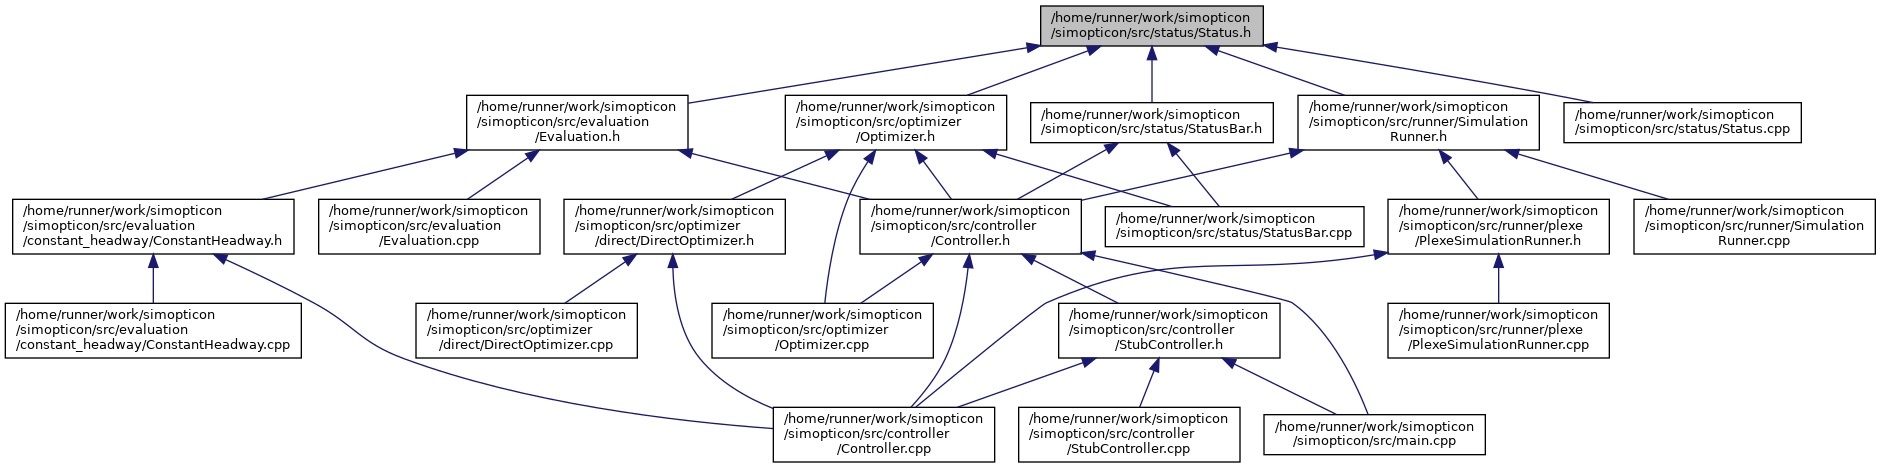 /home/runner/work/simopticon
/simopticon/src/status/Status.h
/home/runner/work/simopticon
/simopticon/src/evaluation
/Evaluation.h
/home/runner/work/simopticon
/simopticon/src/optimizer
/Optimizer.h
/home/runner/work/simopticon
/simopticon/src/status/StatusBar.h
/home/runner/work/simopticon
/simopticon/src/runner/Simulation
Runner.h
/home/runner/work/simopticon
/simopticon/src/status/Status.cpp
/home/runner/work/simopticon
/simopticon/src/evaluation
/constant_headway/ConstantHeadway.h
/home/runner/work/simopticon
/simopticon/src/evaluation
/Evaluation.cpp
/home/runner/work/simopticon
/simopticon/src/optimizer
/direct/DirectOptimizer.h
/home/runner/work/simopticon
/simopticon/src/controller
/Controller.h
/home/runner/work/simopticon
/simopticon/src/status/StatusBar.cpp
/home/runner/work/simopticon
/simopticon/src/runner/plexe
/PlexeSimulationRunner.h
/home/runner/work/simopticon
/simopticon/src/runner/Simulation
Runner.cpp
/home/runner/work/simopticon
/simopticon/src/evaluation
/constant_headway/ConstantHeadway.cpp
/home/runner/work/simopticon
/simopticon/src/optimizer
/direct/DirectOptimizer.cpp
/home/runner/work/simopticon
/simopticon/src/optimizer
/Optimizer.cpp
/home/runner/work/simopticon
/simopticon/src/controller
/StubController.h
/home/runner/work/simopticon
/simopticon/src/runner/plexe
/PlexeSimulationRunner.cpp
/home/runner/work/simopticon
/simopticon/src/controller
/Controller.cpp
/home/runner/work/simopticon
/simopticon/src/controller
/StubController.cpp
/home/runner/work/simopticon
/simopticon/src/main.cpp